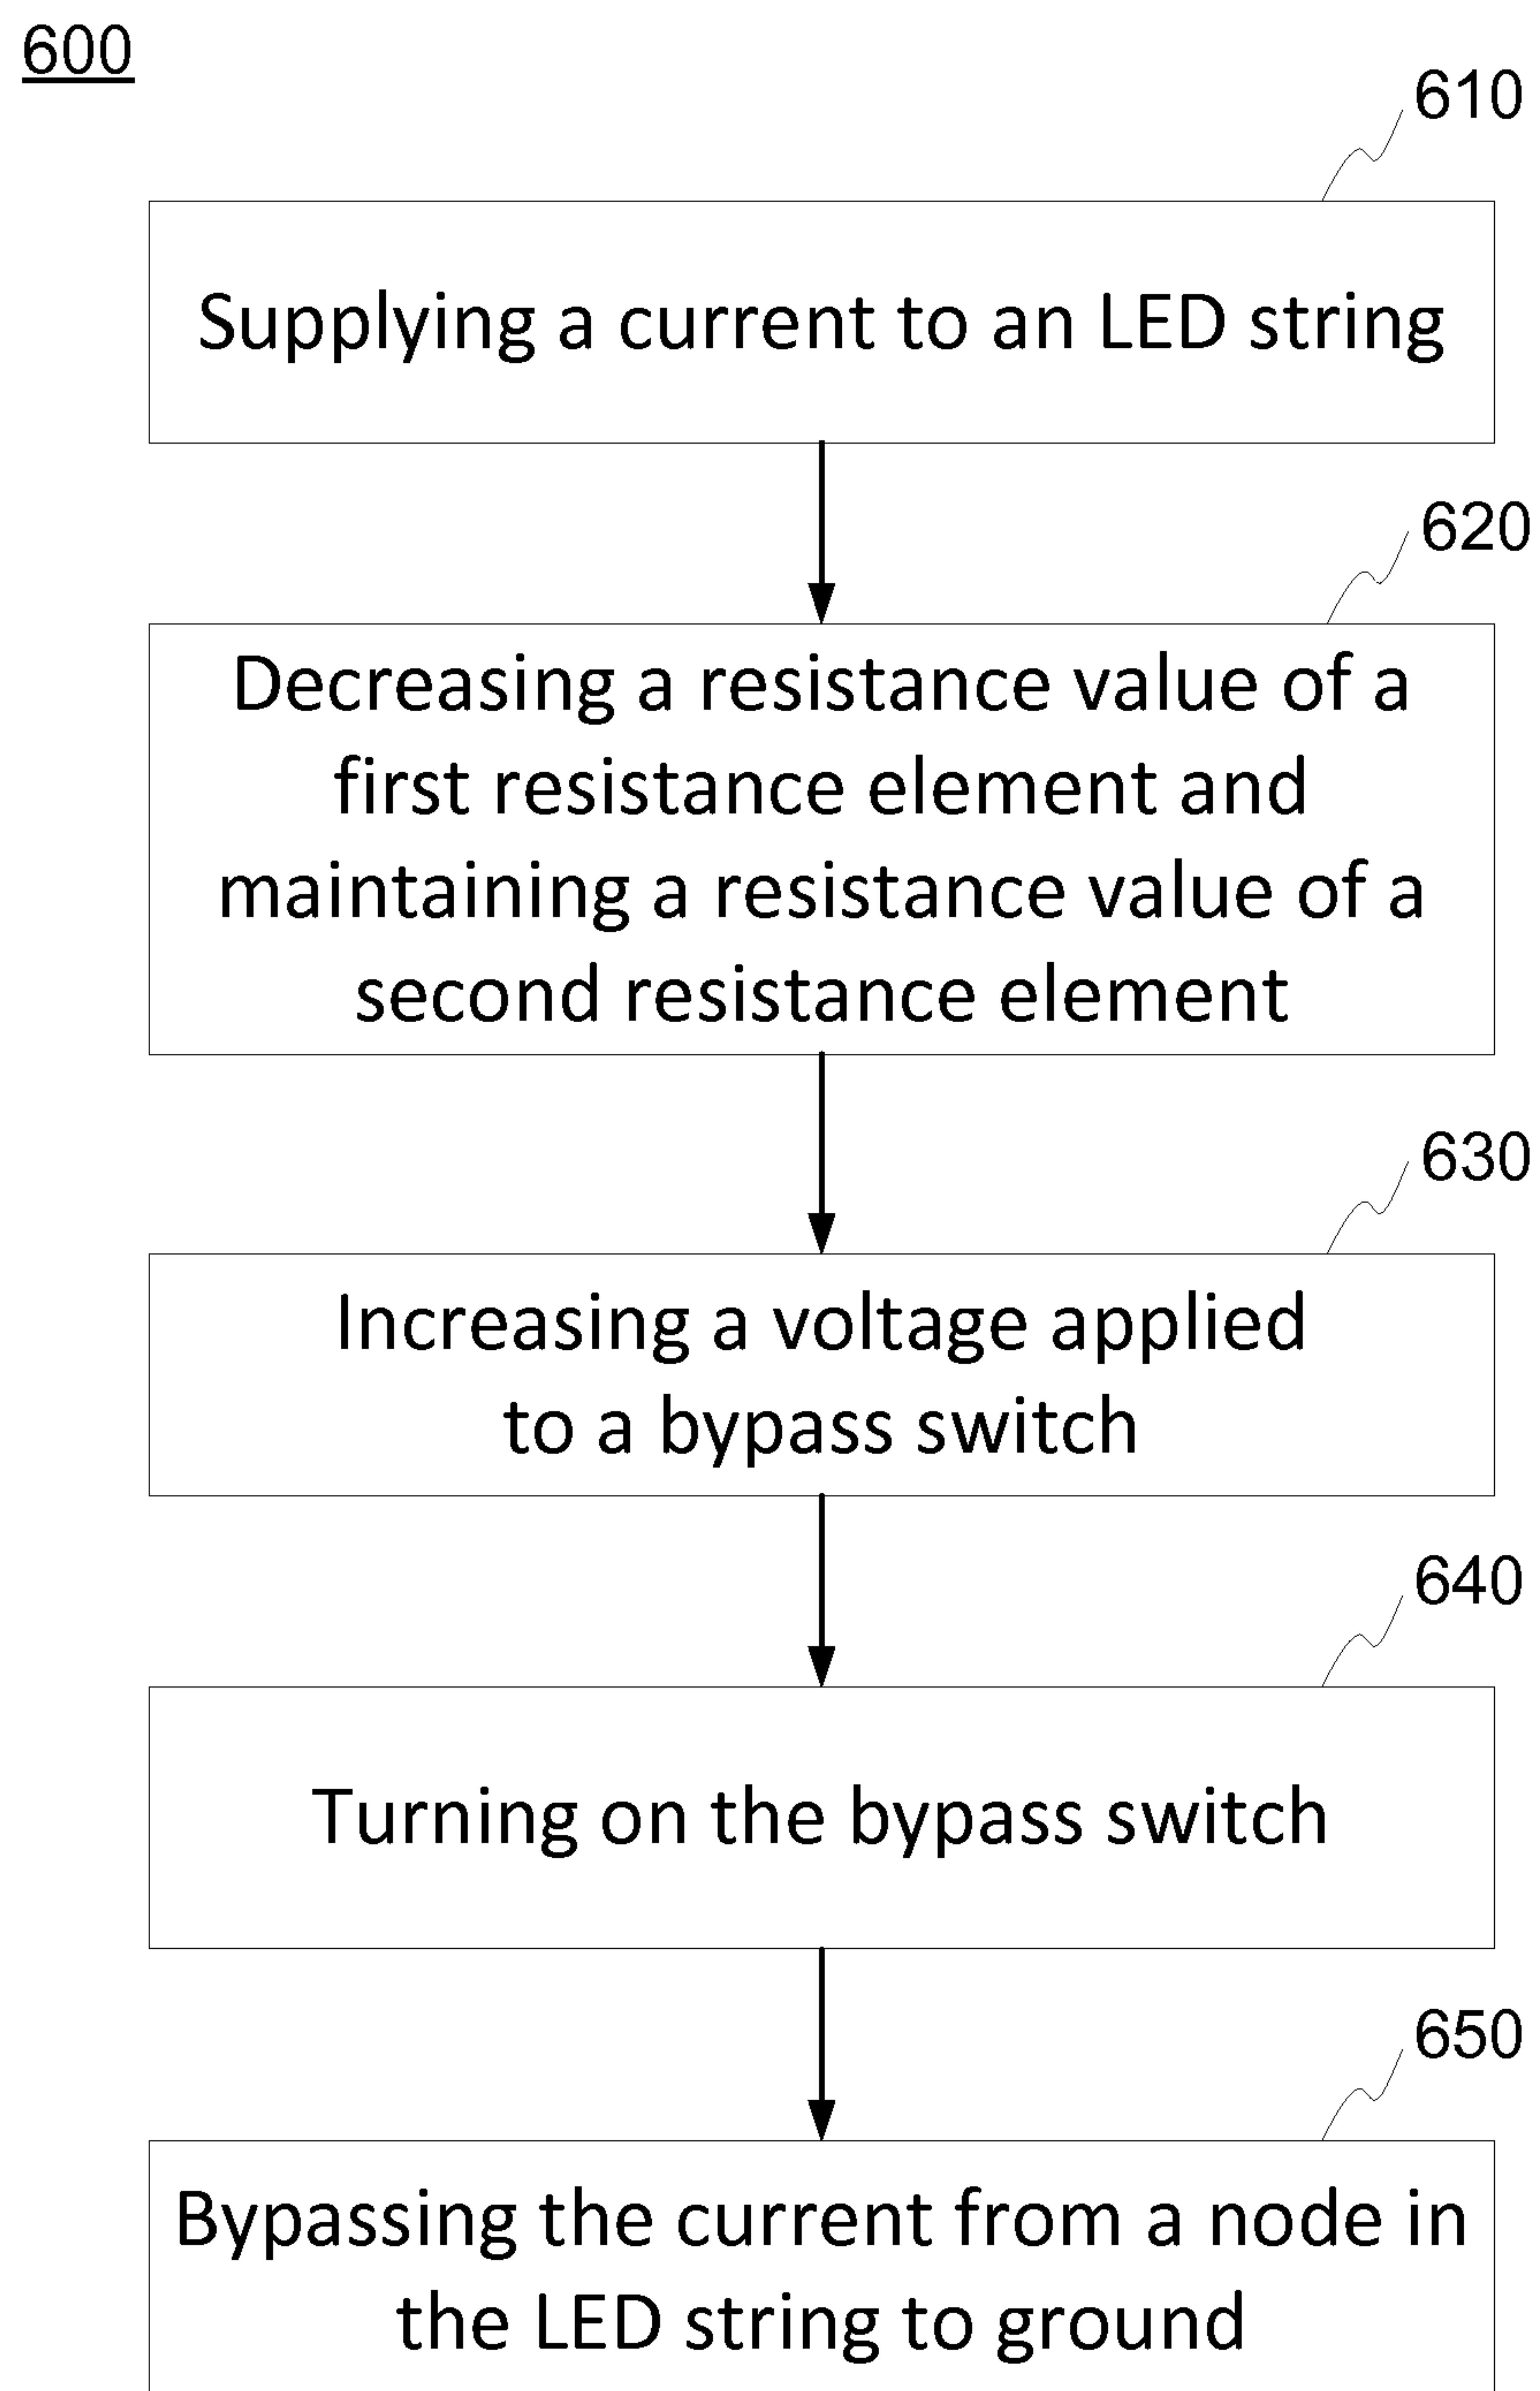 600
610
Supplying a current to an LED string
620
Decreasing a resistance value of a
first resistance element and
maintaining a resistance value of a
second resistance element
630
Increasing a voltage applied
to a bypass switch
640
Turning on the bypass switch
650
Bypassing the current from a node in
the LED string to ground